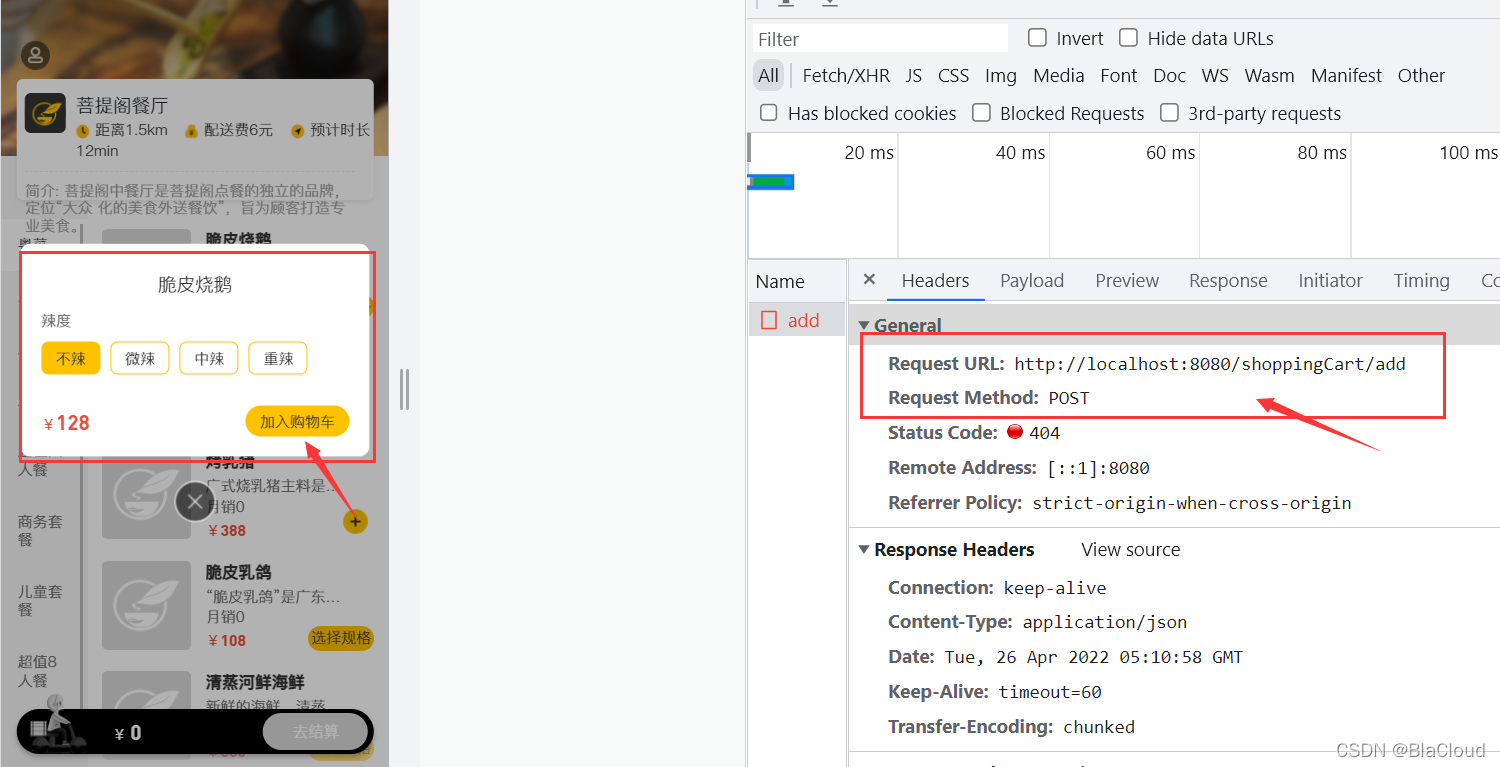 菩提阁餐厅
距离1.5km 配送费6元 预计时长
12min
简介: 菩提阁中餐厅是菩提阁点餐的独立的品牌，
定位“大众 化的美食外送餐饮”，旨为顾客打造专
业美食。
粤菜
脆皮烧鹅
脆皮烧鹅
辣度
不辣 微辣 中辣 重辣
￥128
加入购物车
人餐
烤乳猪
广式烧乳猪主料是...
月销0
￥388
+
商务套
餐
脆皮乳鸽
“脆皮乳鸽”是广东...
月销0
￥108
选择规格
儿童套
餐
超值8
人餐
清蒸河鲜海鲜
新鲜的海鲜，清蒸
￥ 0
去结算
Filter
Invert
Hide data URLs
All Fetch/XHR JS CSS Img Media Font Doc WS Wasm Manifest Other
Has blocked cookies Blocked Requests 3rd-party requests
20 ms 40 ms 60 ms 80 ms 100 ms
Name
add
× Headers Payload Preview Response Initiator Timing Co
General
Request URL: http://localhost:8080/shoppingCart/add
Request Method: POST
Status Code: 404
Remote Address: [::1]:8080
Referrer Policy: strict-origin-when-cross-origin
Response Headers View source
Connection: keep-alive
Content-Type: application/json
Date: Tue, 26 Apr 2022 05:10:58 GMT
Keep-Alive: timeout=60
Transfer-Encoding: chunked
CSDN @BlaCloud